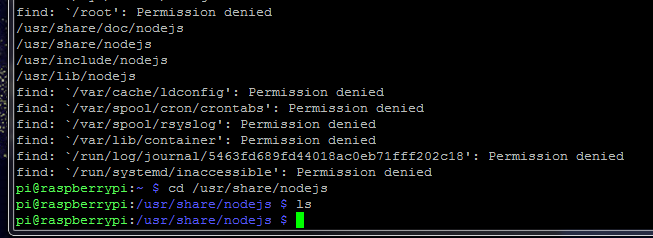 find: `/root': Permission denied
/usr/share/doc/nodejs
/usr/share/nodejs
/usr/include/nodejs
/usr/lib/nodejs
find: `/var/cache/ldconfig': Permission denied
find: `/var/spool/cron/crontabs': Permission denied
find: `/var/spool/rsyslog': Permission denied
find: `/var/lib/container': Permission denied
find: `/run/log/journal/5463fd689fd44018ac0eb71fff202c18': Permission denied
find: `/run/systemd/inaccessible': Permission denied
pi@raspberrypi:~ $ cd /usr/share/nodejs
pi@raspberrypi:/usr/share/nodejs $ ls
pi@raspberrypi:/usr/share/nodejs $